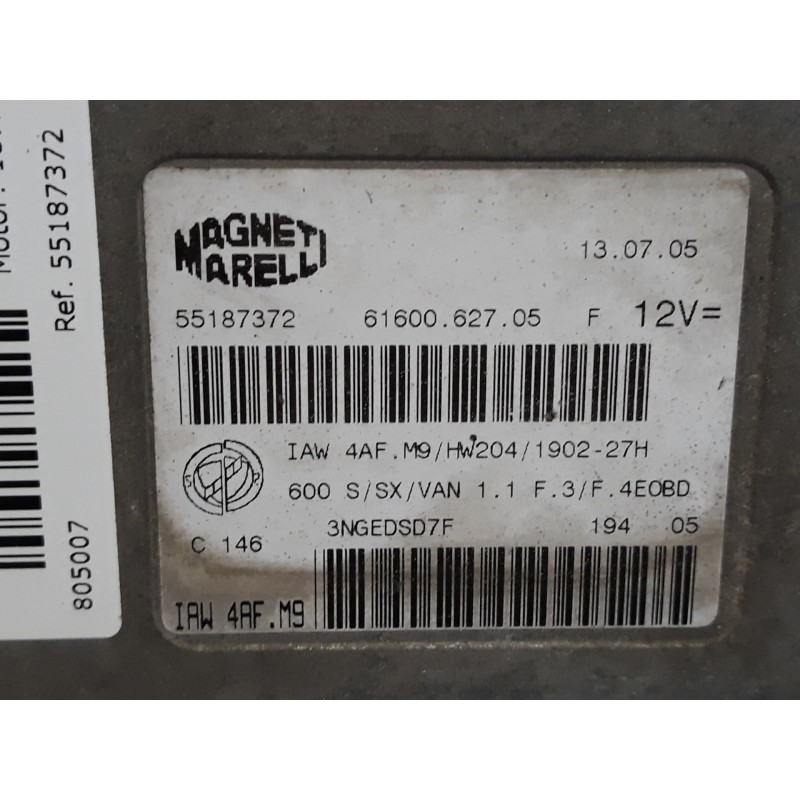 MAGNETI
MARELLI
13.07.05
55187372 61600.627.05 F 12V=
IAW 4AF.M9/HW204/1902-27H
600 S/SX/VAN 1.1 F.3/F.4EOBD
3NGEDSD7F 194 05
C 146
IAW 4AF.M9
Ref. 55187372
805007